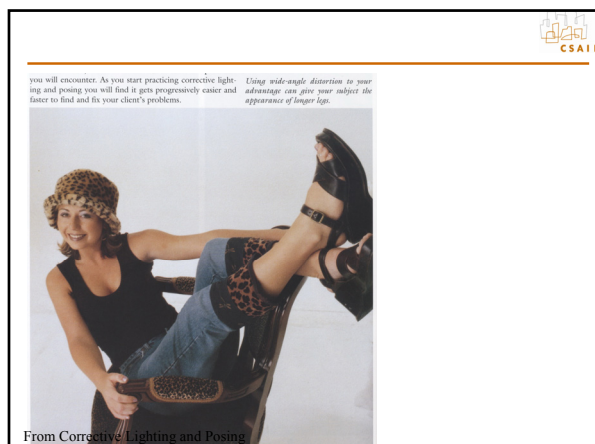 CSAI
you will encounter. As you start practicing corrective light-
ing and posing you will find it gets progressively easier and
faster to find and fix your client's problems.
Using wide-angle distortion to your
advantage can give your subject the
appearance of longer legs.
From Corrective Lighting and Posing